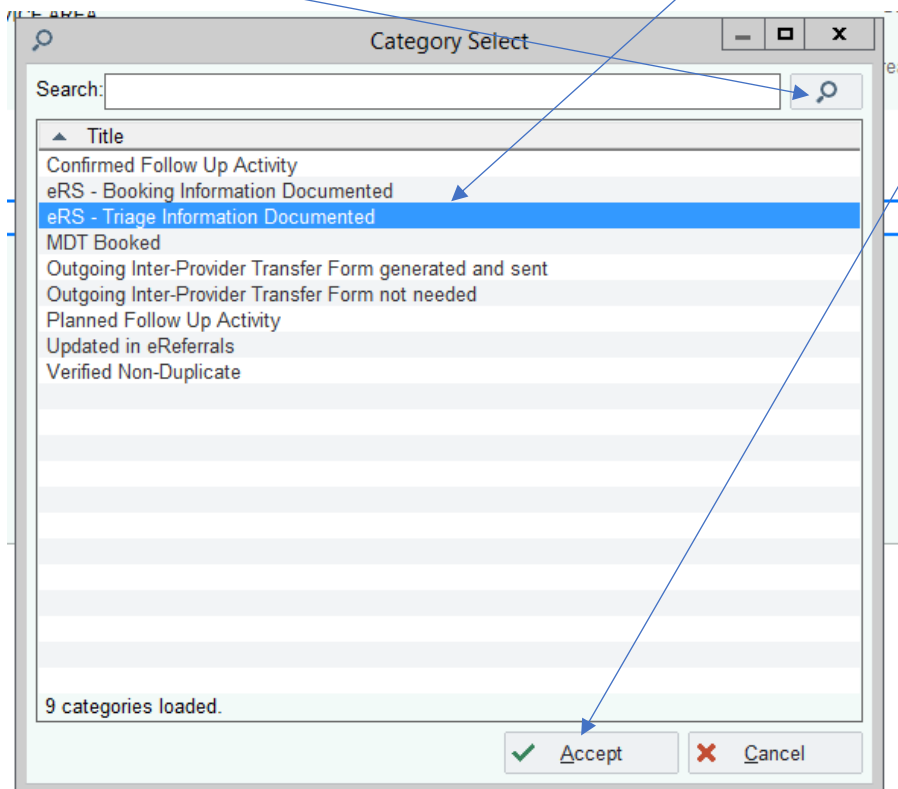 VICE AREA
Category Select
Search:
Title
Confirmed Follow Up Activity
eRS - Booking Information Documented
eRS - Triage Information Documented
MDT Booked
Outgoing Inter-Provider Transfer Form generated and sent
Outgoing Inter-Provider Transfer Form not needed
Planned Follow Up Activity
Updated in eReferrals
Verified Non-Duplicate
9 categories loaded.
Accept Cancel